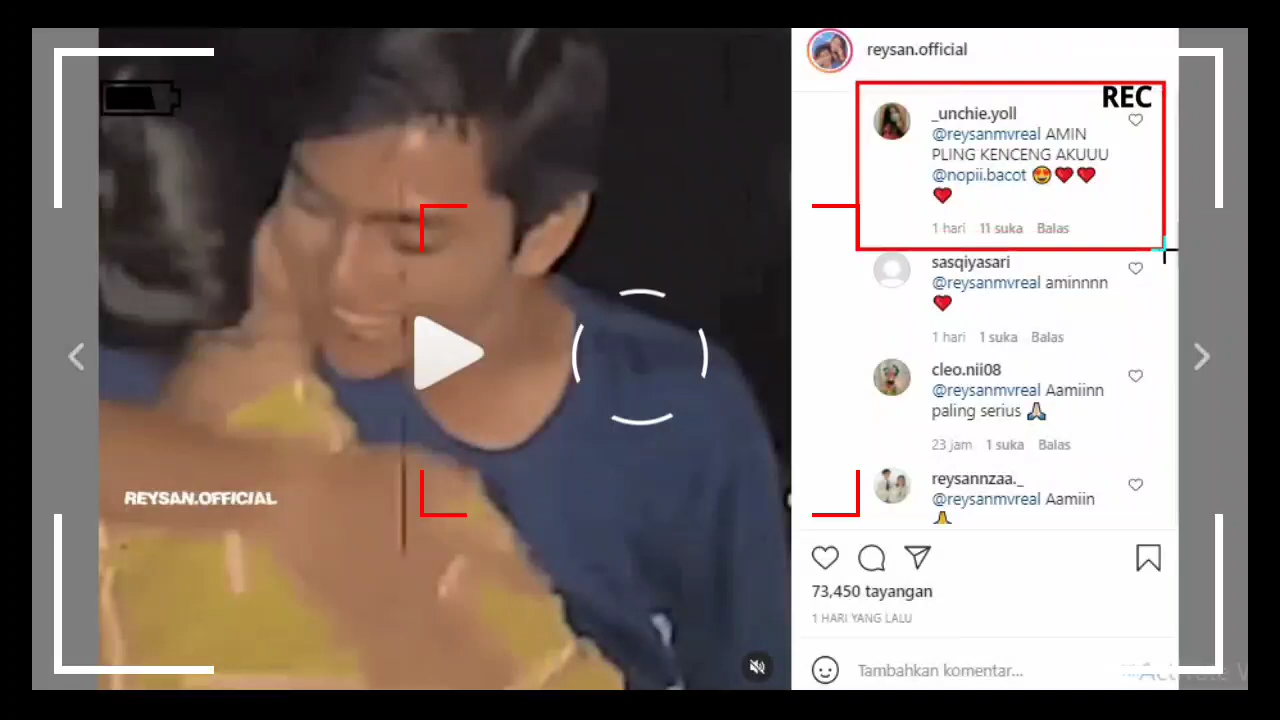 reysan.official
REC
_unchie.yoll
@reysanmvreal AMIN
PLING KENCENG AKUUU
@nopii.bacot 😍❤️❤️
❤️
1 hari 11 suka Balas
sasqiyasari
@reysanmvreal aminnnn
❤️
1 hari 1 suka Balas
cleo.nii08
@reysanmvreal Aamiinn
paling serius 🙏
23 jam 1 suka Balas
reysannzaa._
@reysanmvreal Aamiin
🙏
REYSAN.OFFICIAL
73,450 tayangan
1 HARI YANG LALU
Tambahkan komentar...